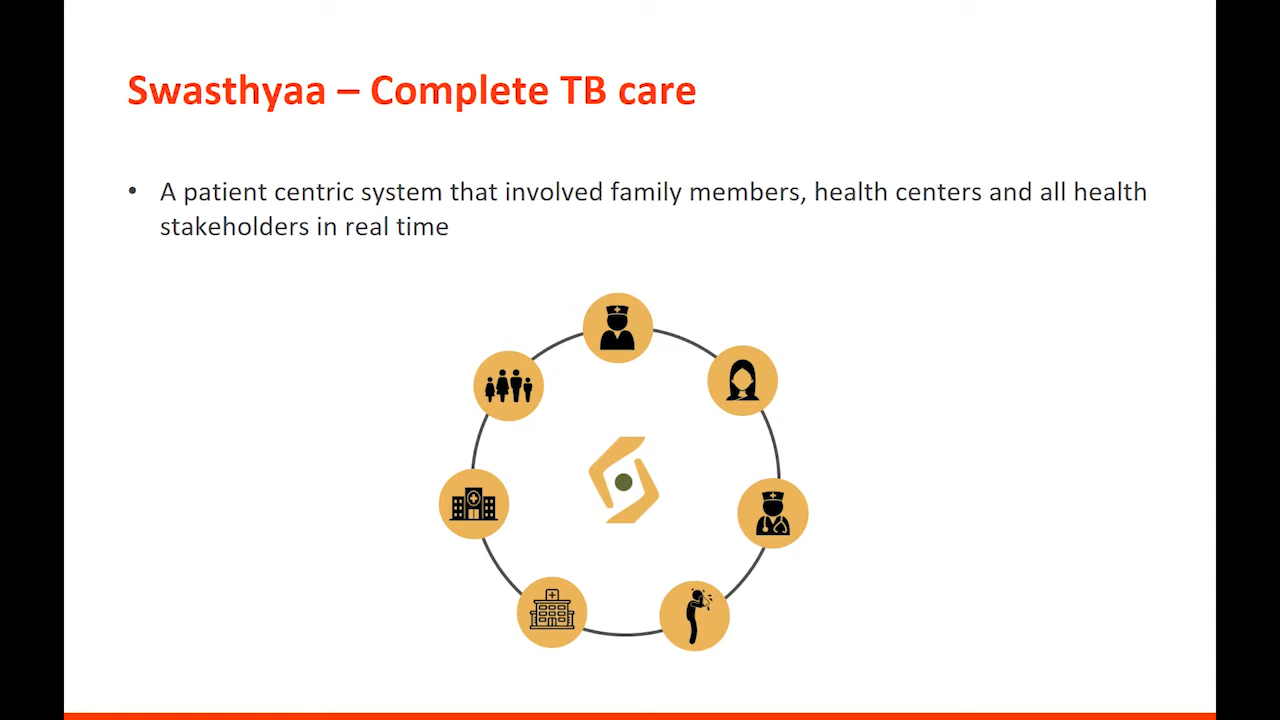 Swasthyaa – Complete TB care
• A patient centric system that involved family members, health centers and all health
stakeholders in real time